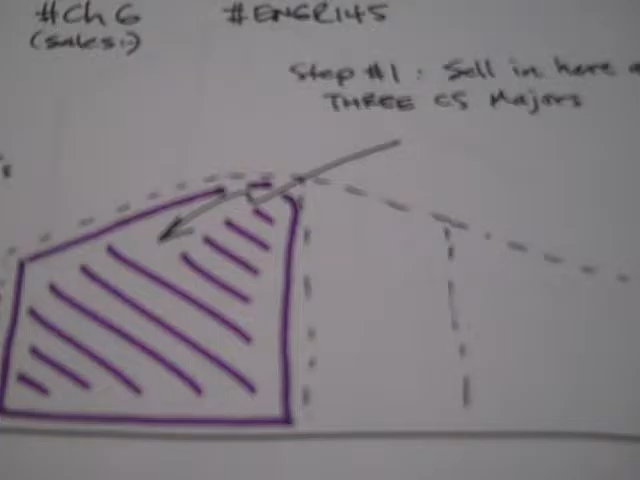 #Ch 6
#ENGR145
(sales:-)
Step #1: Sell in here
THREE CS Majors